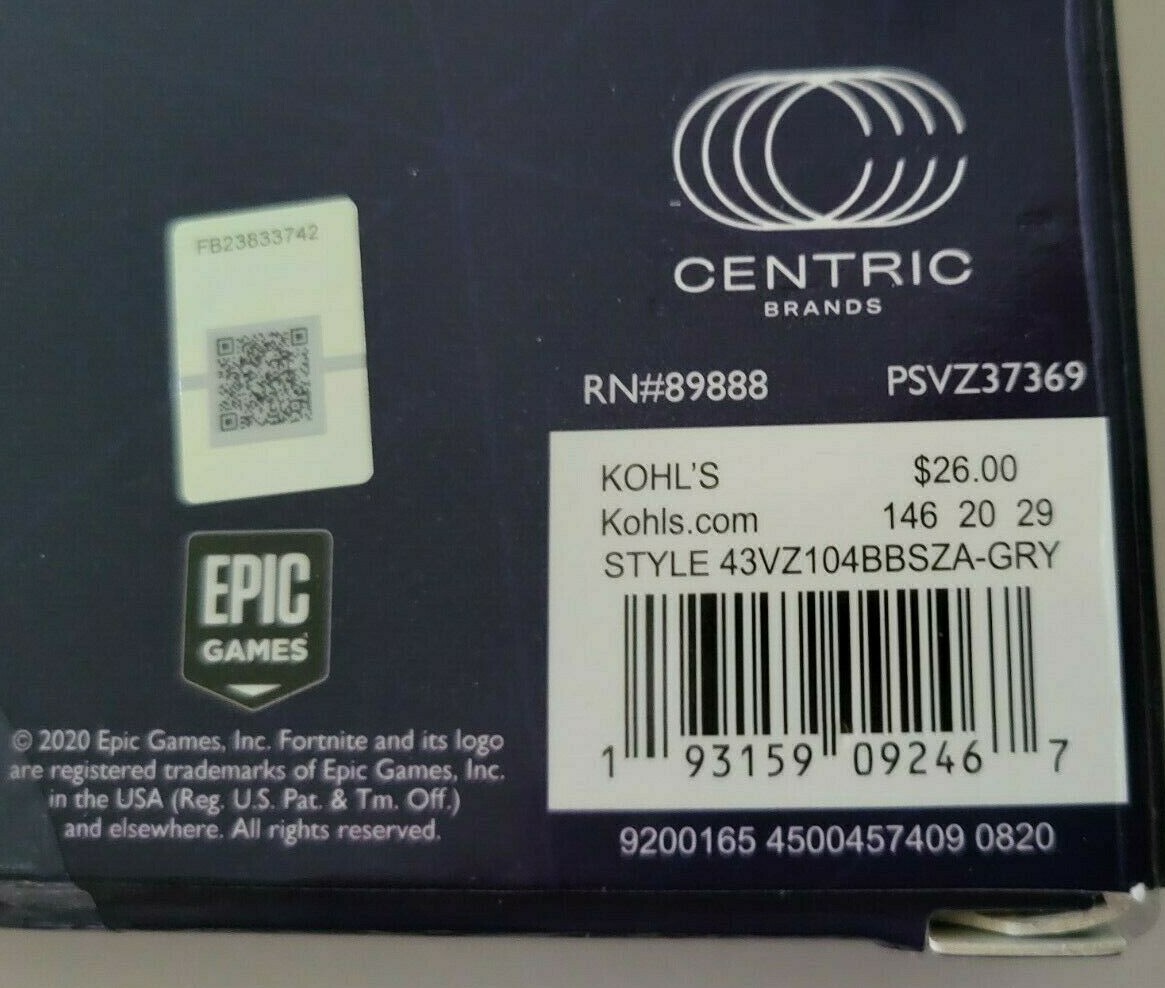 CENTRIC
BRANDS
RN#89888 PSVZ37369
FB23833742
KOHL'S $26.00
Kohls.com 146 20 29
STYLE 43VZ104BBSZA-GRY
1 93159 09246 7
9200165 4500457409 0820
EPIC
GAMES
© 2020 Epic Games, Inc. Fortnite and its logo
are registered trademarks of Epic Games, Inc.
in the USA (Reg. U.S. Pat. & Tm. Off.)
and elsewhere. All rights reserved.